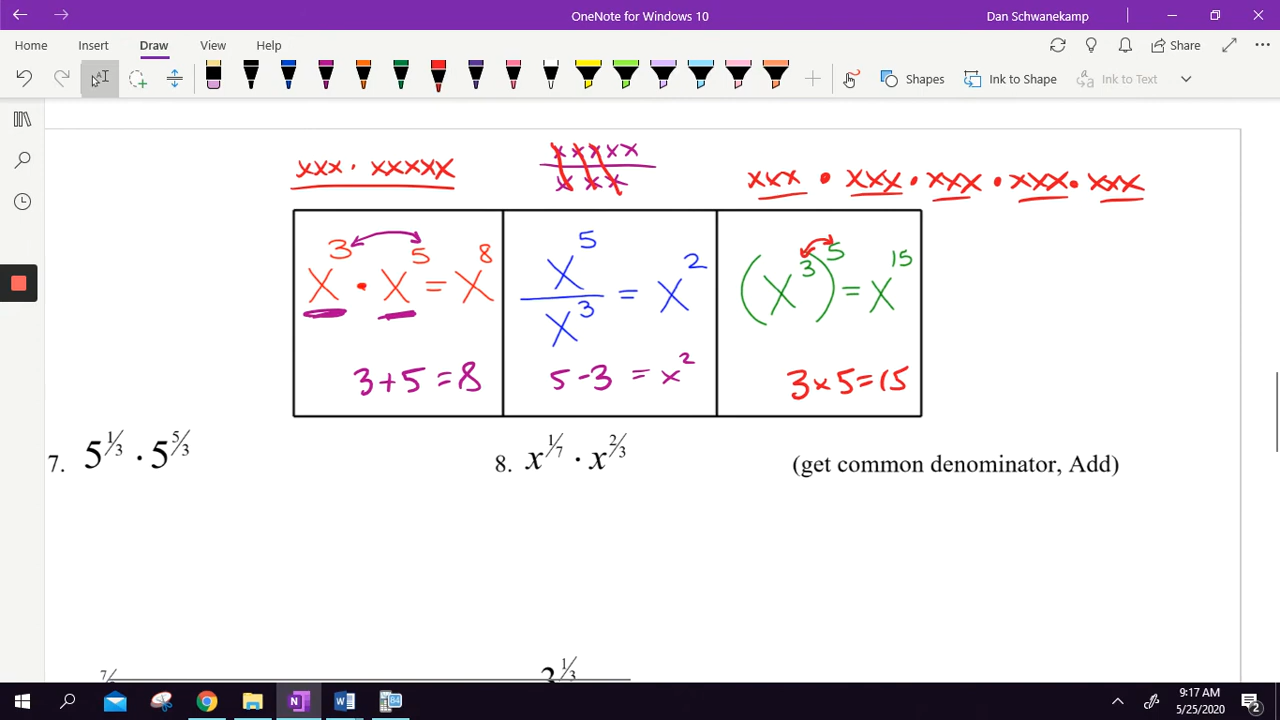 OneNote for Windows 10
Dan Schwanekamp
Home Insert Draw View Help
Share
Shapes
Ink to Shape
Ink to Text
xxx · xxxxx
xxxxx
xxx
xxx · xxx · xxx · xxx · xxx
x³ · x⁵ = x⁸
3+5=8
x⁵/x³ = x²
5-3 = x²
(x³)⁵ = x¹⁵
3×5=15
7. 5^(1/3) · 5^(5/3)
8. x^(1/7) · x^(2/3)
(get common denominator, Add)
9:17 AM
5/25/2020
2